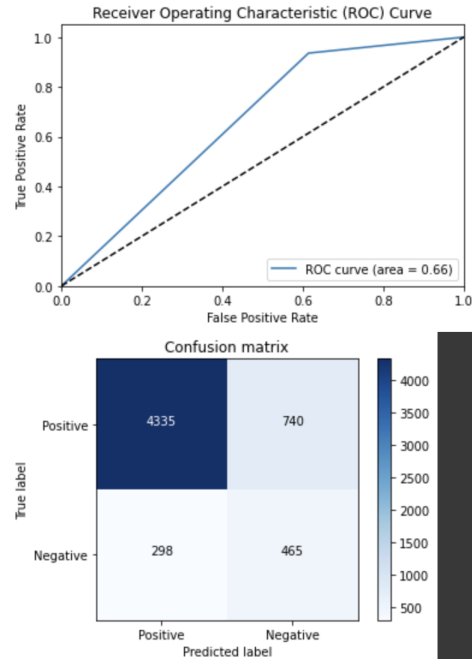 Receiver Operating Characteristic (ROC) Curve
1.0
0.8
0.6
0.4
0.2
0.0
True Positive Rate
ROC curve (area = 0.66)
0.0 0.2 0.4 0.6 0.8 1.0
False Positive Rate
Confusion matrix
True label
Positive 4335 740
Negative 298 465
Positive Negative
Predicted label
4000
3500
3000
2500
2000
1500
1000
500